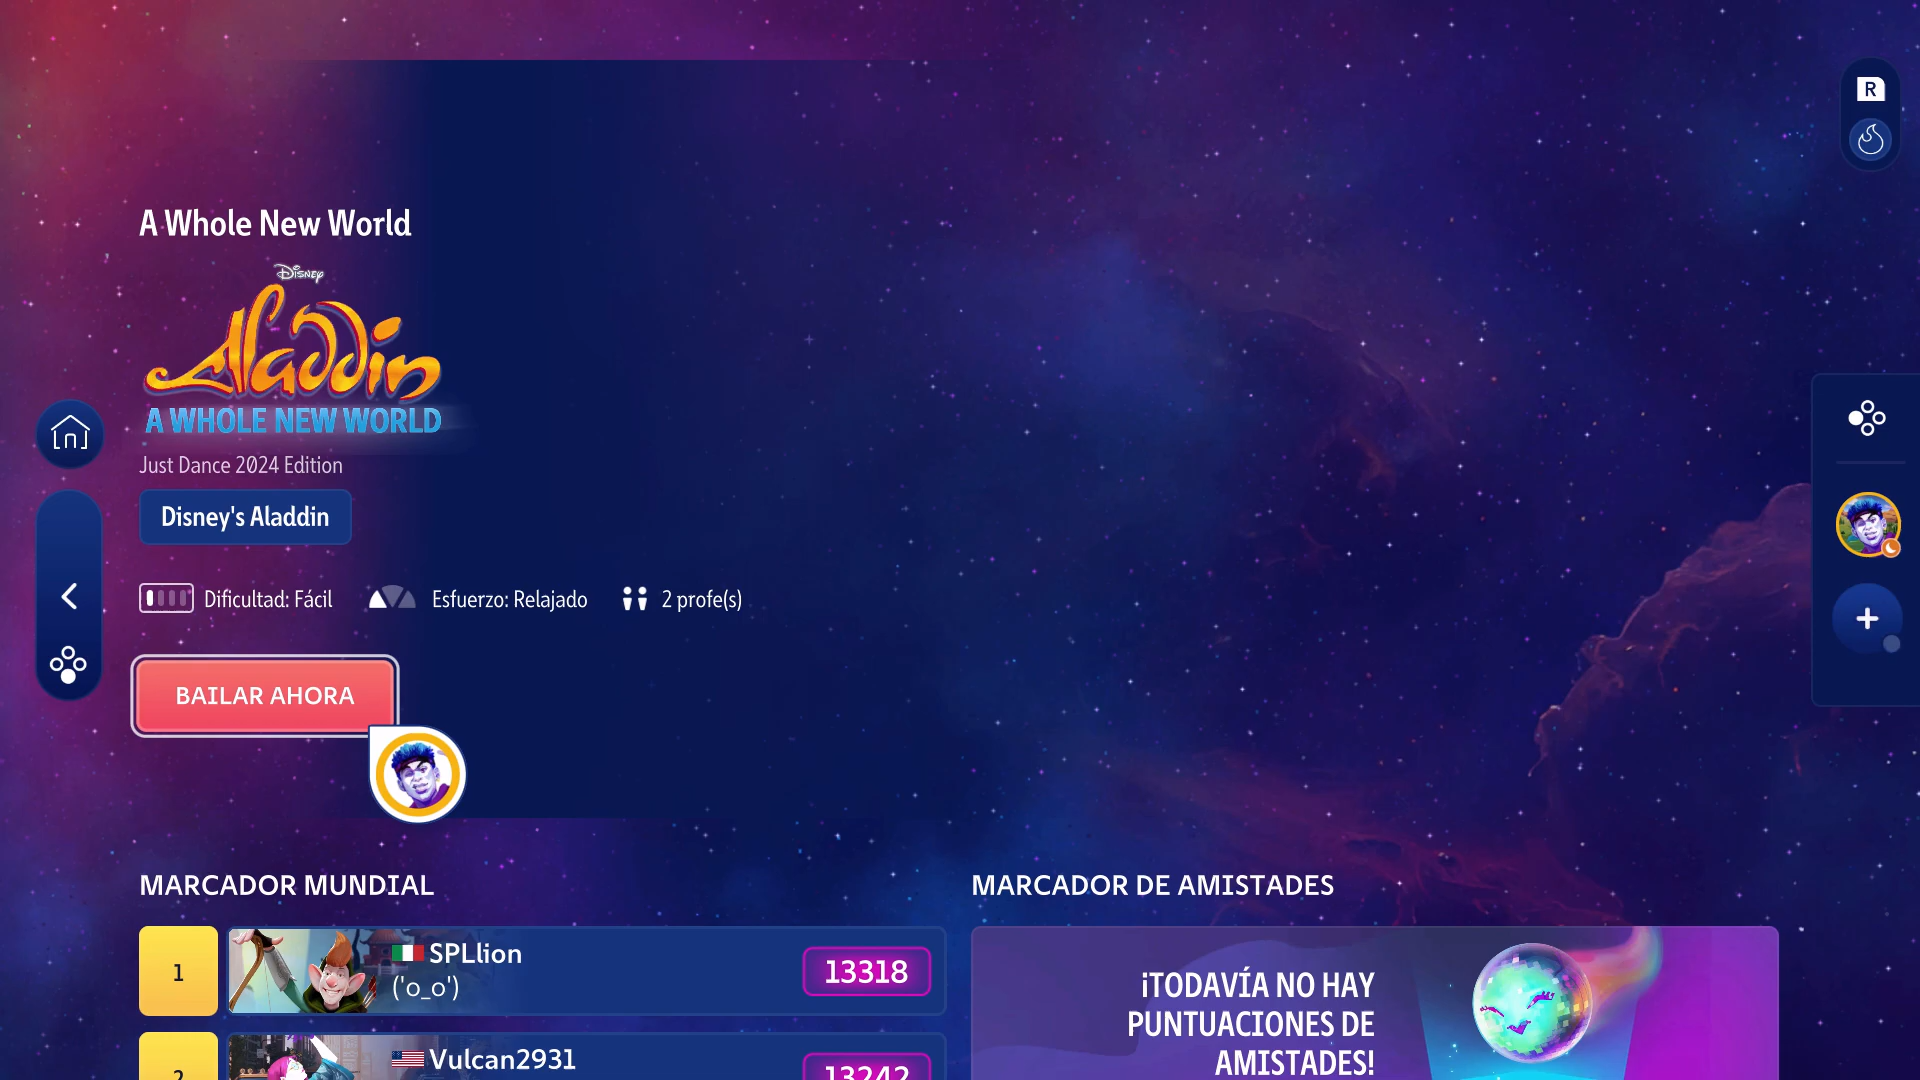 R
A Whole New World
Disney
Aladdin
A WHOLE NEW WORLD
Just Dance 2024 Edition
Disney's Aladdin
Dificultad: Fácil
Esfuerzo: Relajado
2 profe(s)
BAILAR AHORA
MARCADOR MUNDIAL
1
SPLlion
('o_o')
13318
2
Vulcan2931
13242
MARCADOR DE AMISTADES
¡TODAVÍA NO HAY
PUNTUACIONES DE
AMISTADES!